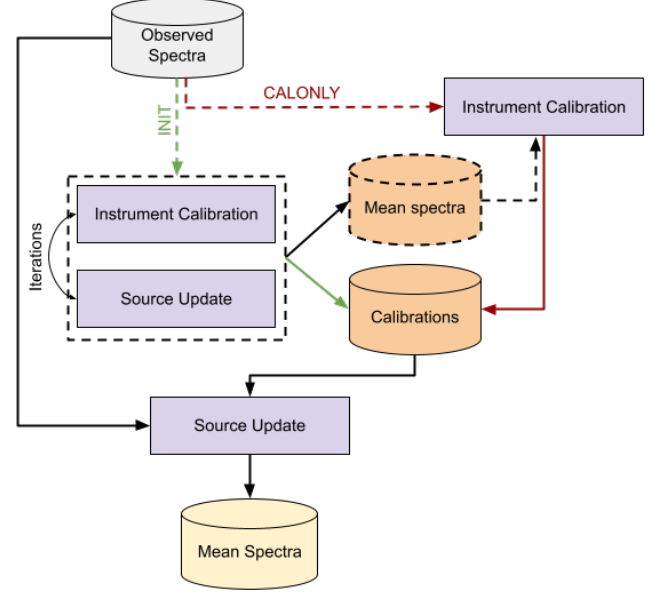 Observed
Spectra
CALONLY
INIT
Instrument Calibration
Instrument Calibration
Mean spectra
Iterations
Source Update
Calibrations
Source Update
Mean Spectra